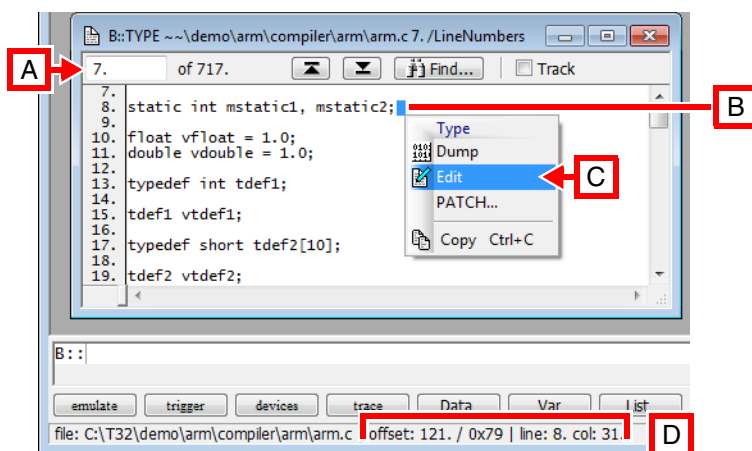 B::TYPE ~~\demo\arm\compiler\arm\arm.c 7. /LineNumbers
A
7. of 717. Find... Track
7.
8. static int mstatic1, mstatic2;
B
9.
10. float vfloat = 1.0;
11. double vdouble = 1.0;
12.
13. typedef int tdef1;
14.
15. tdef1 vtdef1;
16.
17. typedef short tdef2[10];
18.
19. tdef2 vtdef2;
Type
Dump
Edit
C
PATCH...
Copy Ctrl+C
B::
emulate trigger devices trace Data Var List
file: C:\T32\demo\arm\compiler\arm\arm.c offset: 121. / 0x79 | line: 8. col: 31.
D